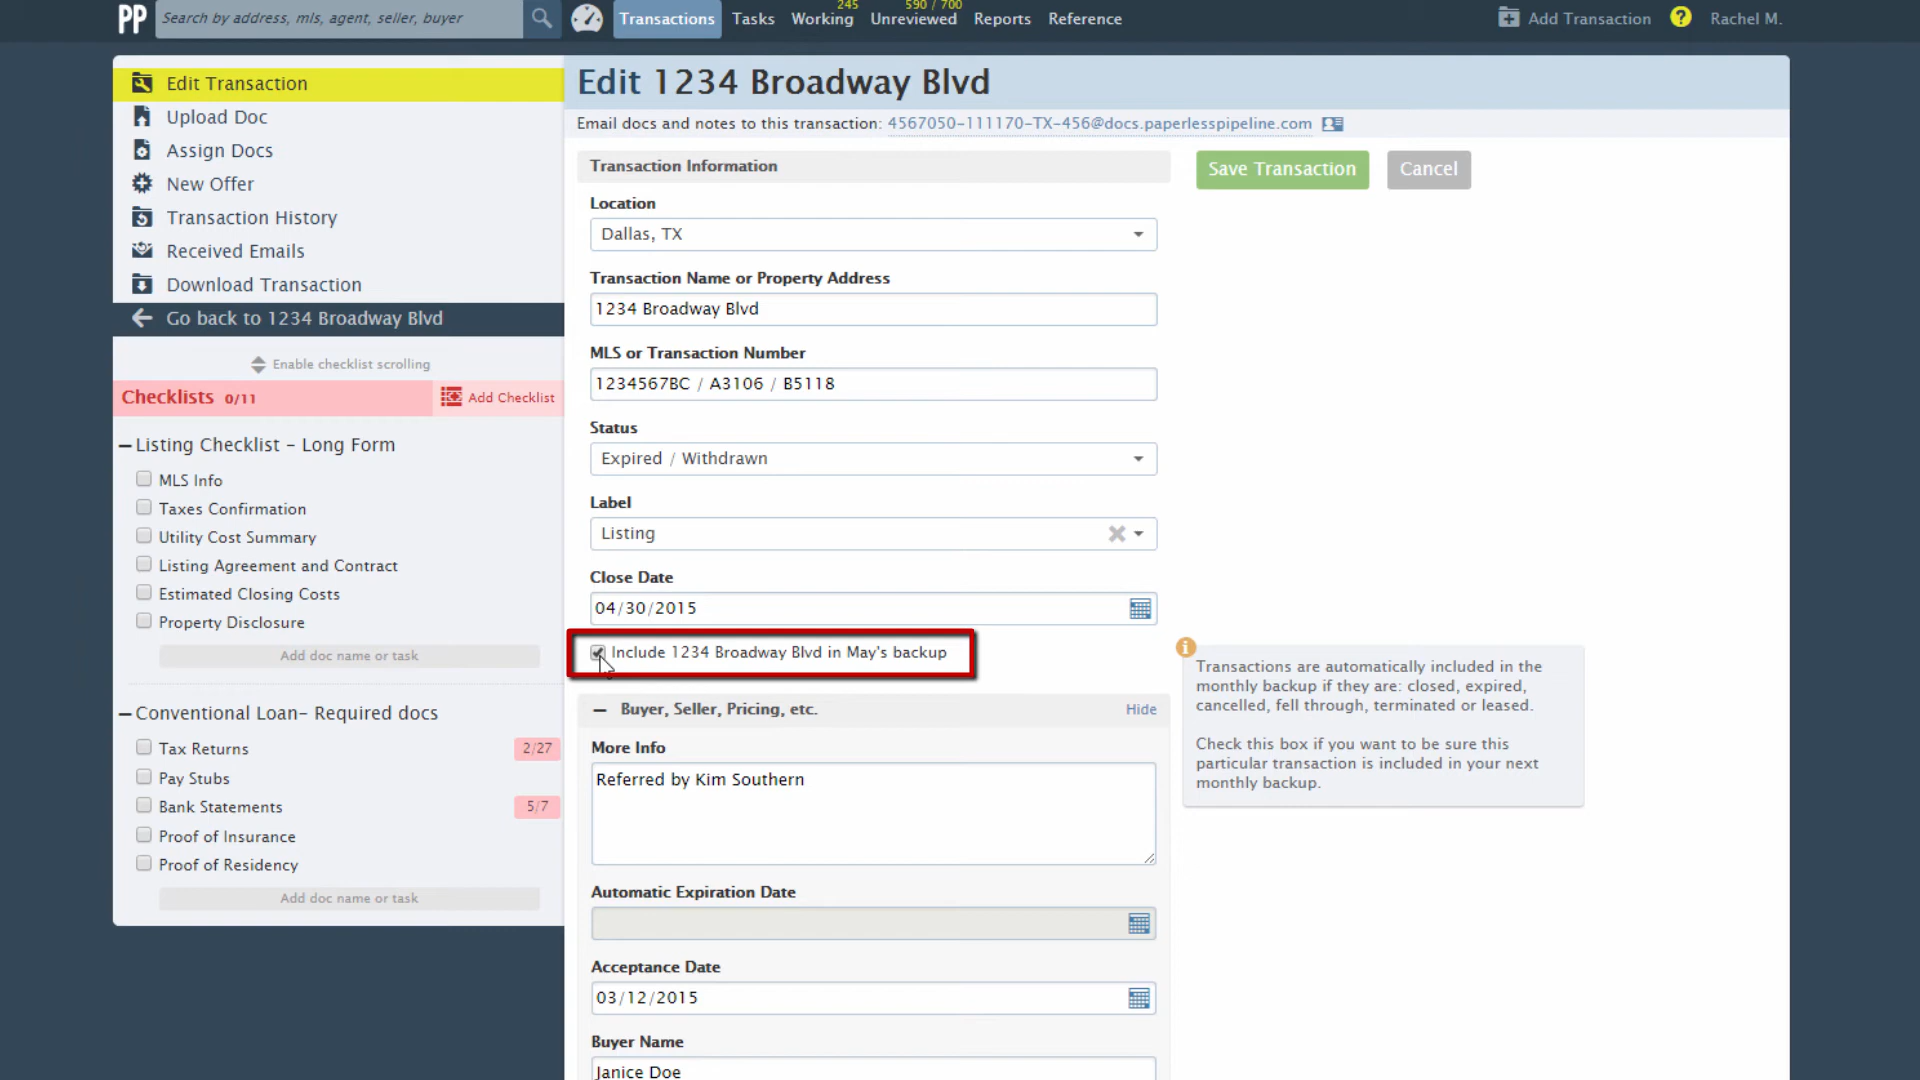 PP
Search by address, mls, agent, seller, buyer
Transactions
Tasks
Working
245
Unreviewed
590 / 700
Reports
Reference
Add Transaction
?
Rachel M.
Edit Transaction
Upload Doc
Assign Docs
New Offer
Transaction History
Received Emails
Download Transaction
Go back to 1234 Broadway Blvd
Enable checklist scrolling
Checklists 0/11
Add Checklist
Listing Checklist - Long Form
MLS Info
Taxes Confirmation
Utility Cost Summary
Listing Agreement and Contract
Estimated Closing Costs
Property Disclosure
Add doc name or task
Conventional Loan- Required docs
Tax Returns 2/27
Pay Stubs
Bank Statements 5/7
Proof of Insurance
Proof of Residency
Add doc name or task
Edit 1234 Broadway Blvd
Email docs and notes to this transaction: 4567050-111170-TX-456@docs.paperlesspipeline.com
Transaction Information
Save Transaction
Cancel
Location
Dallas, TX
Transaction Name or Property Address
1234 Broadway Blvd
MLS or Transaction Number
1234567BC / A3106 / B5118
Status
Expired / Withdrawn
Label
Listing
Close Date
04/30/2015
Include 1234 Broadway Blvd in May's backup
Transactions are automatically included in the
monthly backup if they are: closed, expired,
cancelled, fell through, terminated or leased.
Check this box if you want to be sure this
particular transaction is included in your next
monthly backup.
Buyer, Seller, Pricing, etc.
Hide
More Info
Referred by Kim Southern
Automatic Expiration Date
Acceptance Date
03/12/2015
Buyer Name
Janice Doe